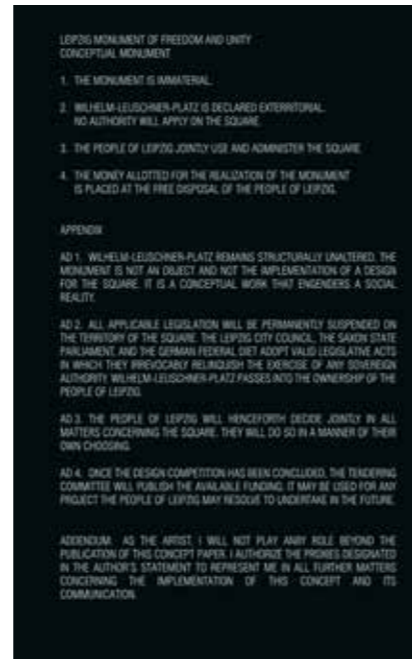 LEIPZIG MONUMENT OF FREEDOM AND UNITY
CONCEPTUAL MONUMENT
1. THE MONUMENT IS IMMATERIAL.
2. WILHELM-LEUSCHNER-PLATZ IS DECLARED EXTERRITORIAL.
NO AUTHORITY WILL APPLY ON THE SQUARE.
3. THE PEOPLE OF LEIPZIG JOINTLY USE AND ADMINISTER THE SQUARE.
4. THE MONEY ALLOTTED FOR THE REALIZATION OF THE MONUMENT
IS PLACED AT THE FREE DISPOSAL OF THE PEOPLE OF LEIPZIG.
APPENDIX
AD 1. WILHELM-LEUSCHNER-PLATZ REMAINS STRUCTURALLY UNALTERED. THE
MONUMENT IS NOT AN OBJECT AND NOT THE IMPLEMENTATION OF A DESIGN
FOR THE SQUARE. IT IS A CONCEPTUAL WORK THAT ENGENDERS A SOCIAL
REALITY.
AD 2. ALL APPLICABLE LEGISLATION WILL BE PERMANENTLY SUSPENDED ON
THE TERRITORY OF THE SQUARE. THE LEIPZIG CITY COUNCIL, THE SAXON STATE
PARLIAMENT, AND THE GERMAN FEDERAL DIET ADOPT VALID LEGISLATIVE ACTS
IN WHICH THEY IRREVOCABLY RELINQUISH THE EXERCISE OF ANY SOVEREIGN
AUTHORITY. WILHELM-LEUSCHNER-PLATZ PASSES INTO THE OWNERSHIP OF THE
PEOPLE OF LEIPZIG.
AD 3. THE PEOPLE OF LEIPZIG WILL HENCEFORTH DECIDE JOINTLY IN ALL
MATTERS CONCERNING THE SQUARE. THEY WILL DO SO IN A MANNER OF THEIR
OWN CHOOSING.
AD 4. ONCE THE DESIGN COMPETITION HAS BEEN CONCLUDED, THE TENDERING
COMMITTEE WILL PUBLISH THE AVAILABLE FUNDING. IT MAY BE USED FOR ANY
PROJECT THE PEOPLE OF LEIPZIG MAY RESOLVE TO UNDERTAKE IN THE FUTURE.
ADDENDUM: AS THE ARTIST, I WILL NOT PLAY ANY ROLE BEYOND THE
PUBLICATION OF THIS CONCEPT PAPER. I AUTHORIZE THE PROXIES DESIGNATED
IN THE AUTHOR'S STATEMENT TO REPRESENT ME IN ALL FURTHER MATTERS
CONCERNING THE IMPLEMENTATION OF THIS CONCEPT AND ITS
COMMUNICATION.